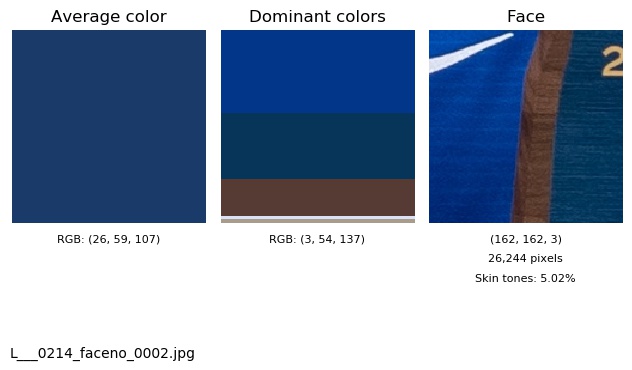 Average color
Dominant colors
Face
2
RGB: (26, 59, 107)
RGB: (3, 54, 137)
(162, 162, 3)
26,244 pixels
Skin tones: 5.02%
L___0214_faceno_0002.jpg